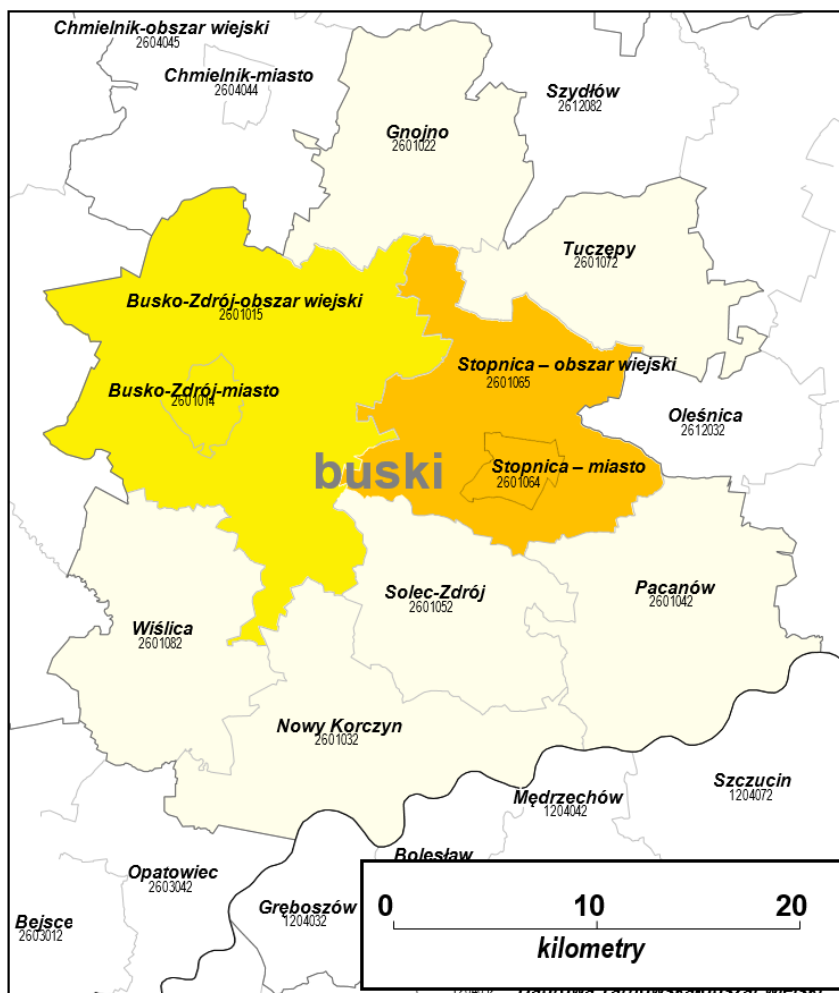 Chmielnik-obszar wiejski
2604045
Chmielnik-miasto
2604044
Szydłów
2612082
Gnojno
2601022
Tuczępy
2601072
Busko-Zdrój-obszar wiejski
2601015
Stopnica – obszar wiejski
2601065
Busko-Zdrój-miasto
2601014
Oleśnica
2612032
buski
Stopnica – miasto
2601064
Solec-Zdrój
2601052
Pacanów
2601042
Wiślica
2601082
Nowy Korczyn
2601032
Szczucin
1204072
Mędrzechów
1204042
Bolesław
Opatowiec
2603042
Gręboszów
1204032
Bejsce
2603012
0 10 20
kilometry